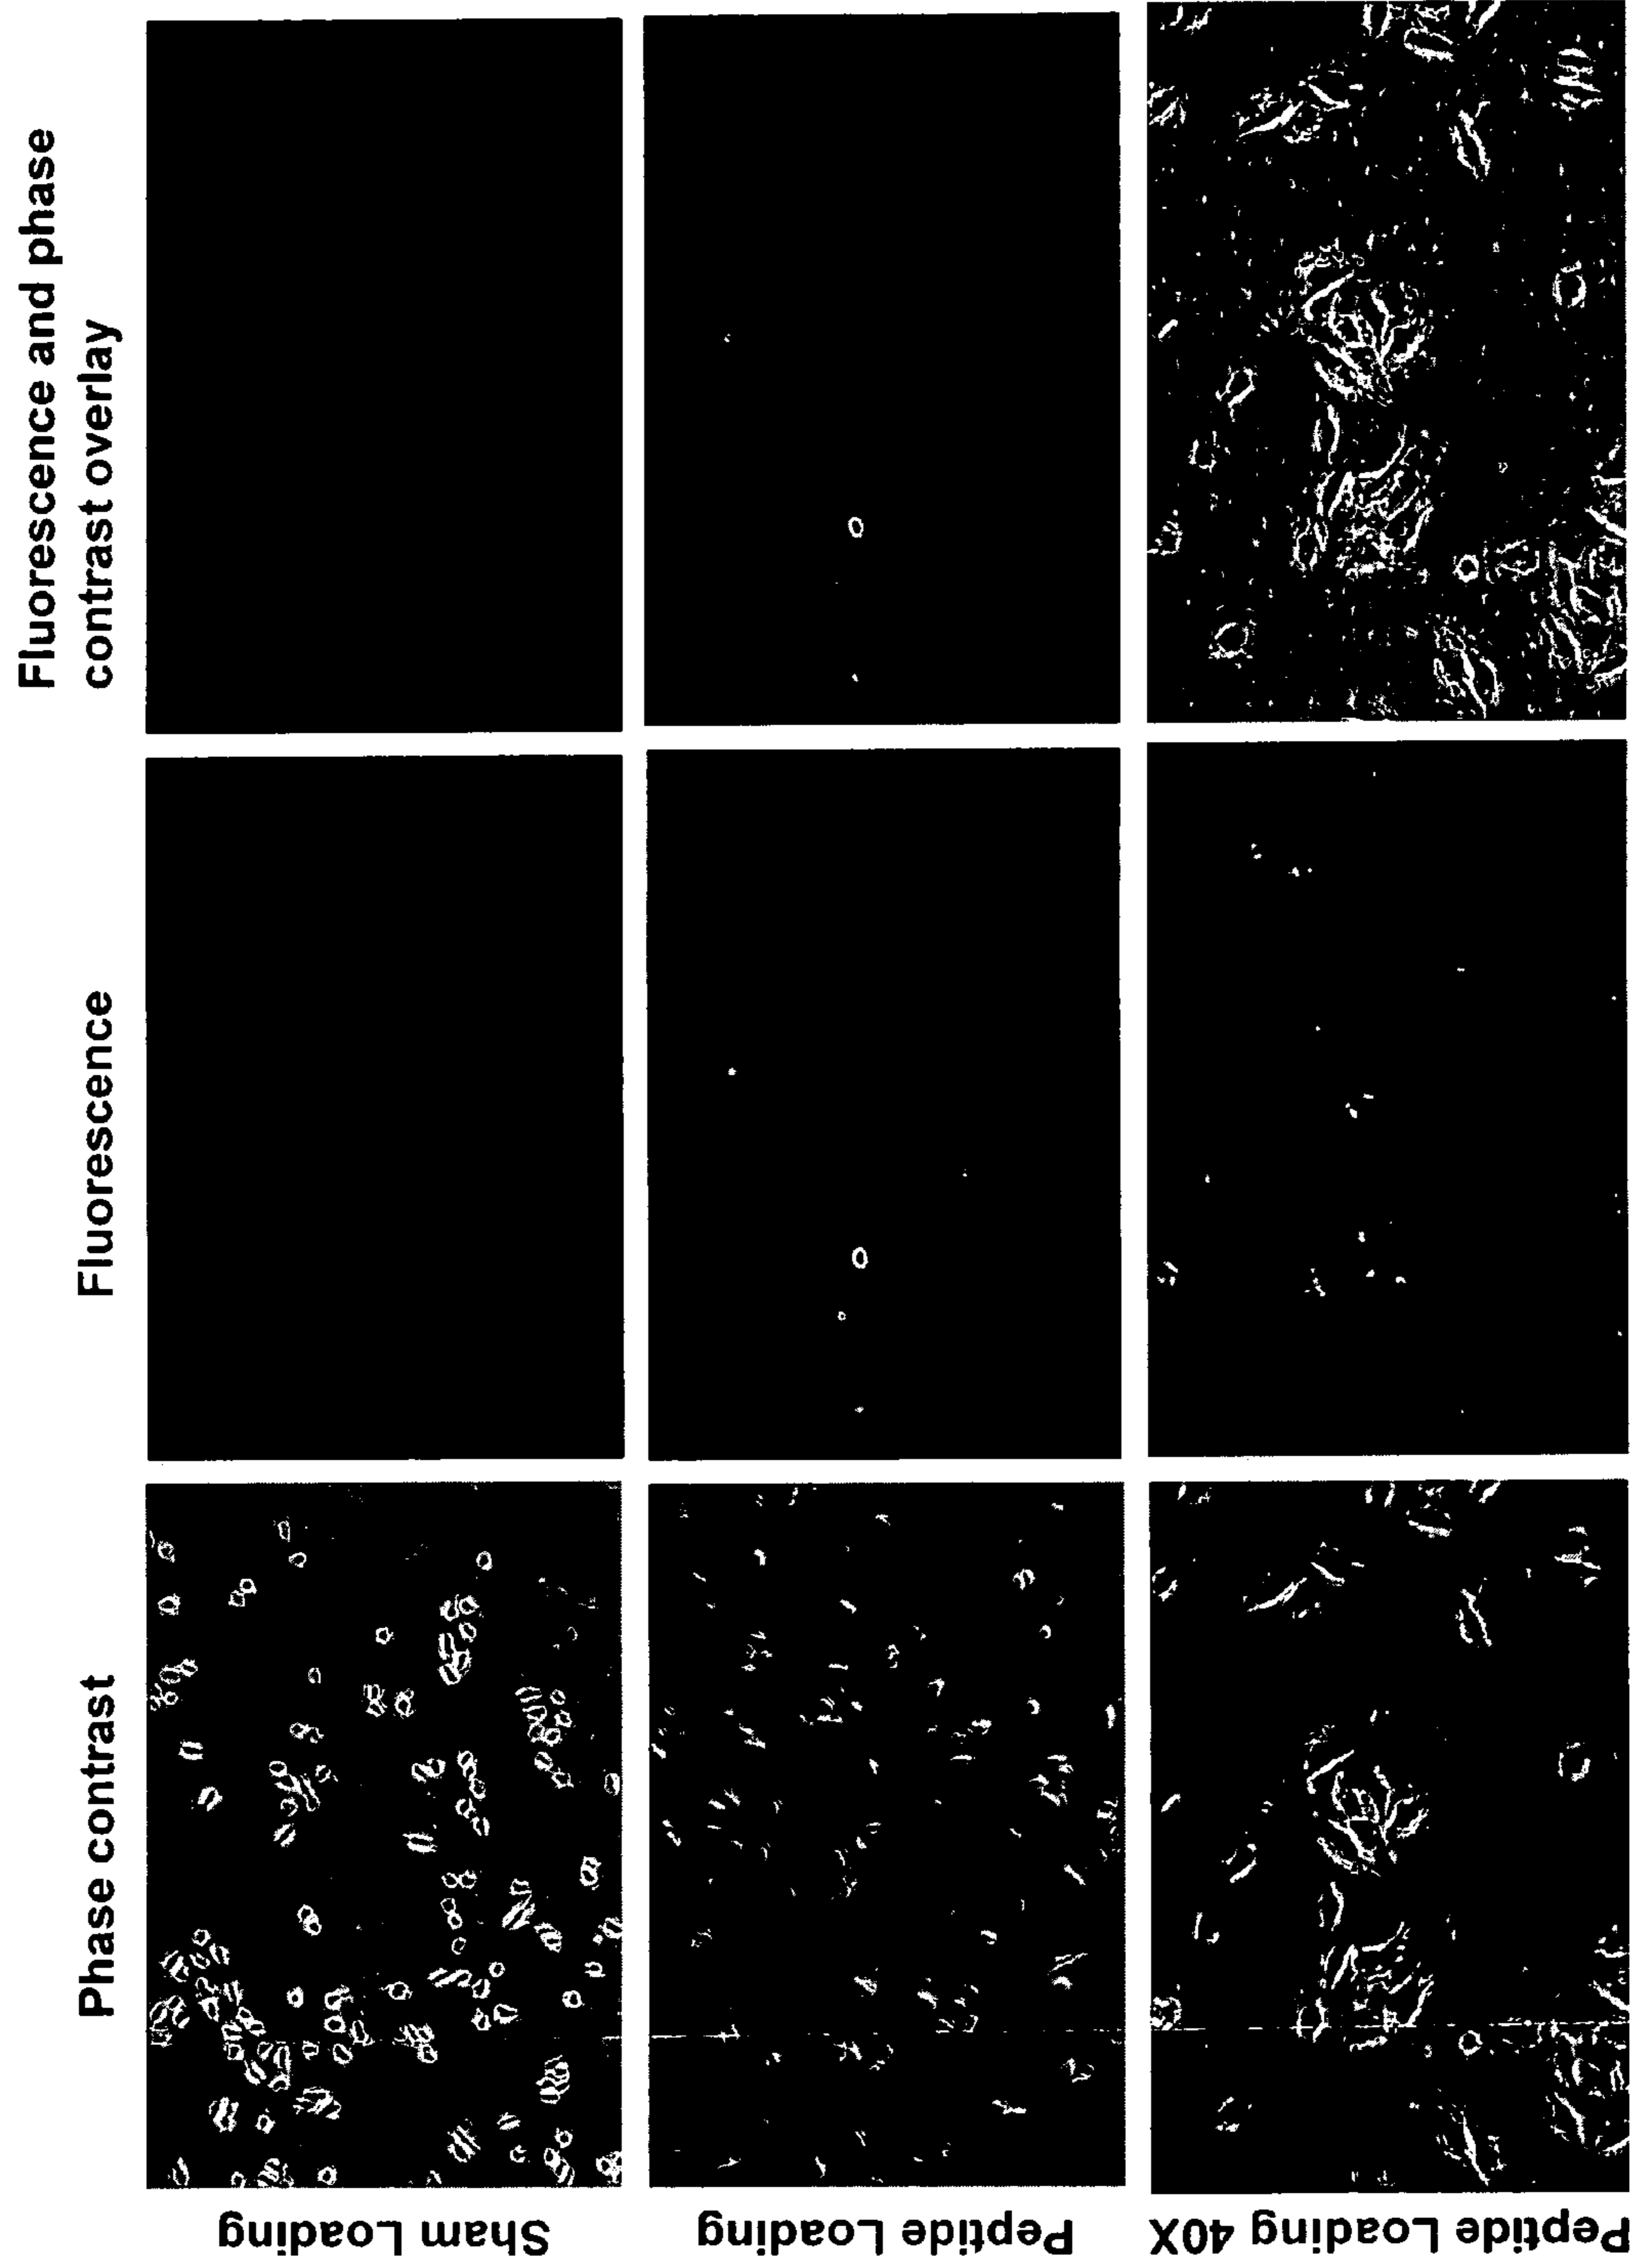 Phase contrast
Fluorescence
Fluorescence and phase
contrast overlay
Sham Loading
Peptide Loading
Peptide Loading 40X